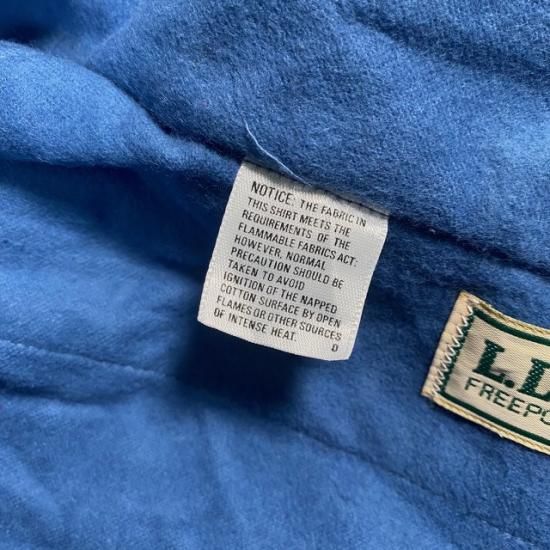 NOTICE: THE FABRIC IN
THIS SHIRT MEETS THE
REQUIREMENTS OF THE
FLAMMABLE FABRICS ACT:
HOWEVER, NORMAL
PRECAUTION SHOULD BE
TAKEN TO AVOID
IGNITION OF THE NAPPED
COTTON SURFACE BY OPEN
FLAMES OR OTHER SOURCES
OF INTENSE HEAT.
D
L.
FREEP